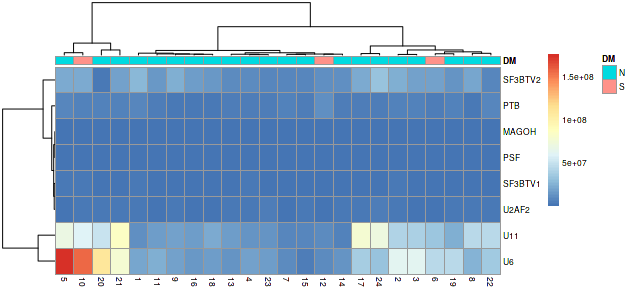 DM
DM
SF3BTV2
PTB
MAGOH
PSF
SF3BTV1
U2AF2
U11
U6
1.5e+08
1e+08
5e+07
N
S
5 10 20 21 1 11 9 16 18 13 4 23 7 15 12 14 17 24 2 3 6 19 8 22